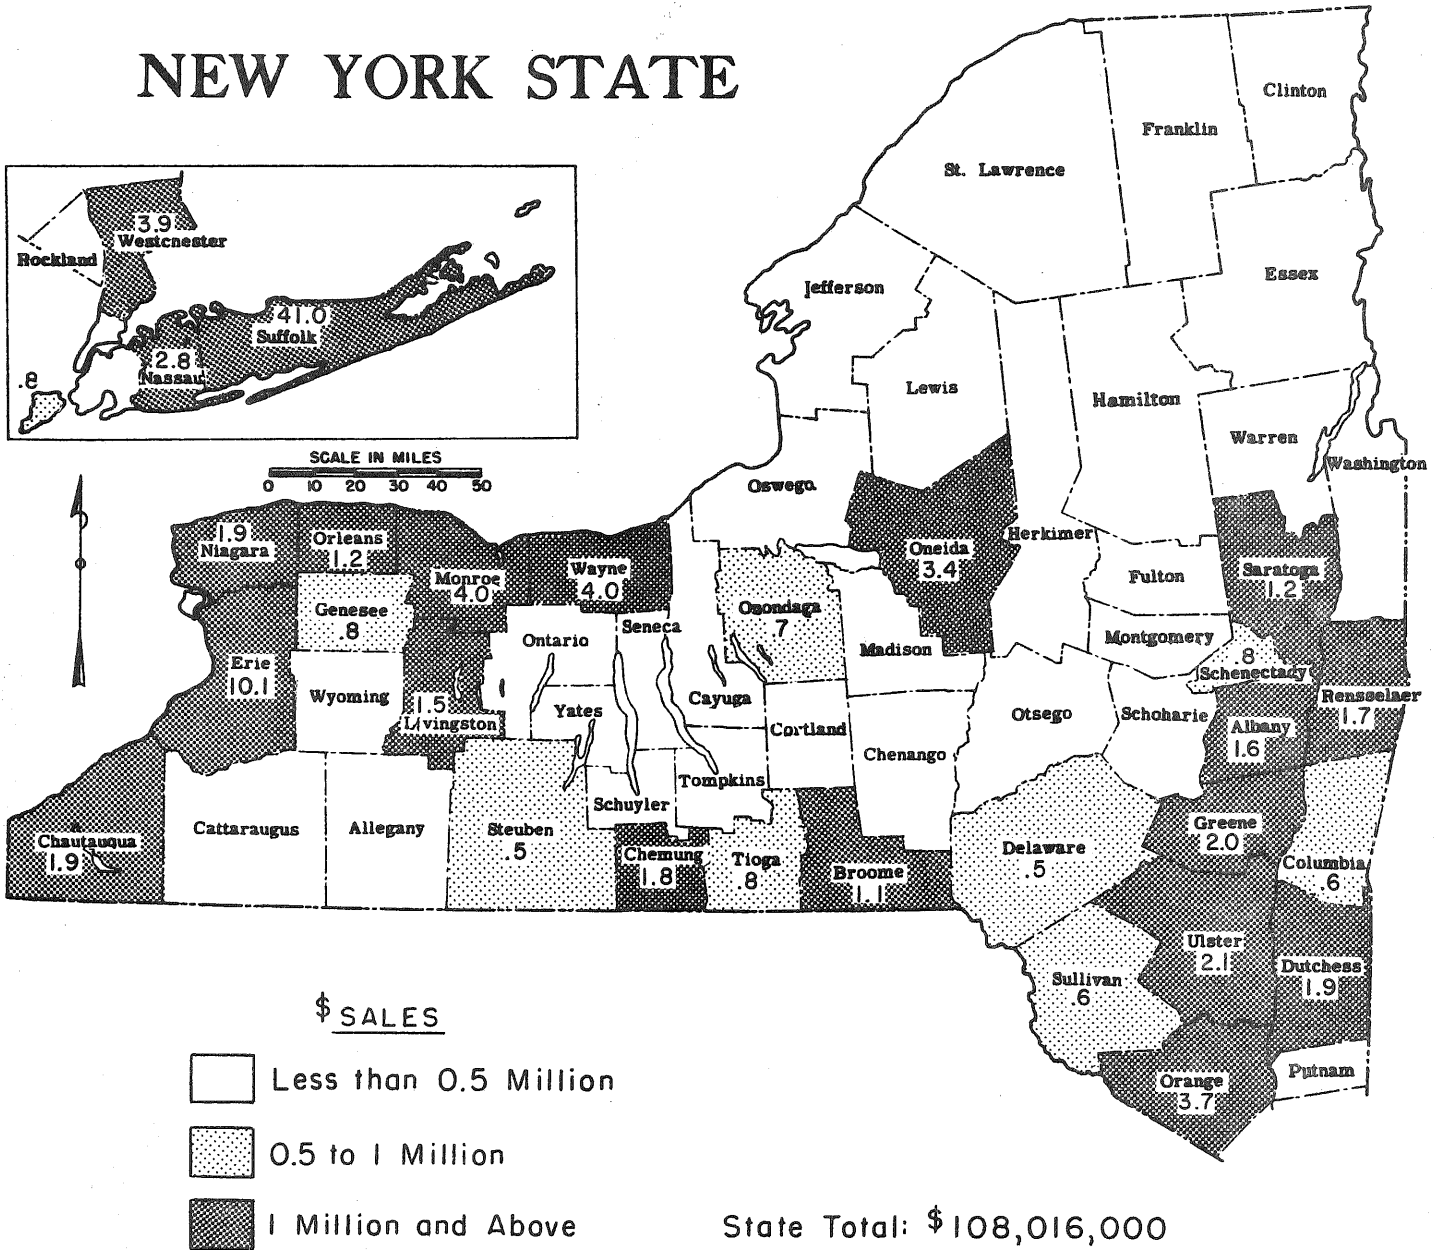 NEW YORK STATE
Clinton
Franklin
St. Lawrence
3.9
Westchester
Rockland
Essex
Jefferson
41.0
Suffolk
2.8
Nassau
.8
Lewis
Hamilton
Warren
Washington
SCALE IN MILES
0 10 20 30 40 50
Oswego
1.9
Niagara
Orleans
1.2
Monroe
4.0
Wayne
4.0
Oneida
3.4
Herkimer
Fulton
Saratoga
1.2
Genesee
.8
Onondaga
.7
Ontario
Seneca
Madison
Montgomery
.8
Schenectady
Erie
10.1
Wyoming
1.5
Livingston
Yates
Cayuga
Cortland
Otsego
Schoharie
Rensselaer
1.7
Albany
1.6
Chenango
Tompkins
Schuyler
Chautauqua
1.9
Cattaraugus
Allegany
Steuben
.5
Chemung
1.8
Tioga
.8
Broome
1.1
Delaware
.5
Greene
2.0
Columbia
.6
Ulster
2.1
Sullivan
.6
Dutchess
1.9
Putnam
Orange
3.7
$ SALES
Less than 0.5 Million
0.5 to 1 Million
1 Million and Above
State Total: $108,016,000